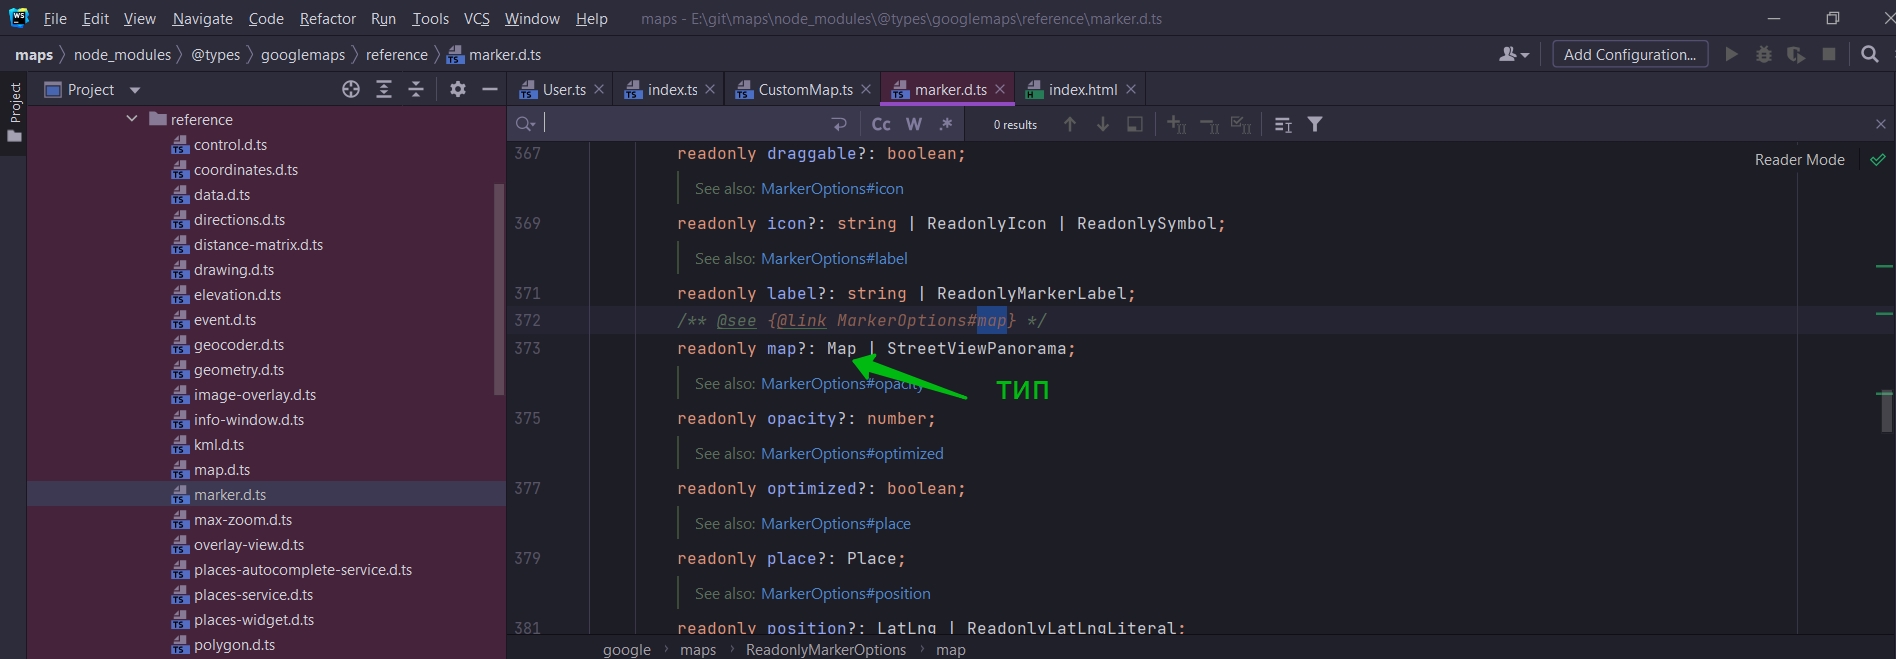 File Edit View Navigate Code Refactor Run Tools VCS Window Help maps - E:\git\maps\node_modules\@types\googlemaps\reference\marker.d.ts
maps node_modules @types googlemaps reference marker.d.ts Add Configuration...
Project
Project
User.ts index.ts CustomMap.ts marker.d.ts index.html
reference
control.d.ts
coordinates.d.ts
data.d.ts
directions.d.ts
distance-matrix.d.ts
drawing.d.ts
elevation.d.ts
event.d.ts
geocoder.d.ts
geometry.d.ts
image-overlay.d.ts
info-window.d.ts
kml.d.ts
map.d.ts
marker.d.ts
max-zoom.d.ts
overlay-view.d.ts
places-autocomplete-service.d.ts
places-service.d.ts
places-widget.d.ts
polygon.d.ts
Cc W .* 0 results
Reader Mode
367 readonly draggable?: boolean;
See also: MarkerOptions#icon
369 readonly icon?: string | ReadonlyIcon | ReadonlySymbol;
See also: MarkerOptions#label
371 readonly label?: string | ReadonlyMarkerLabel;
372 /** @see {@link MarkerOptions#map} */
373 readonly map?: Map | StreetViewPanorama;
See also: MarkerOptions#opacity
тип
375 readonly opacity?: number;
See also: MarkerOptions#optimized
377 readonly optimized?: boolean;
See also: MarkerOptions#place
379 readonly place?: Place;
See also: MarkerOptions#position
381 readonly position?: LatLng | ReadonlyLatLngLiteral;
google maps ReadonlyMarkerOptions map